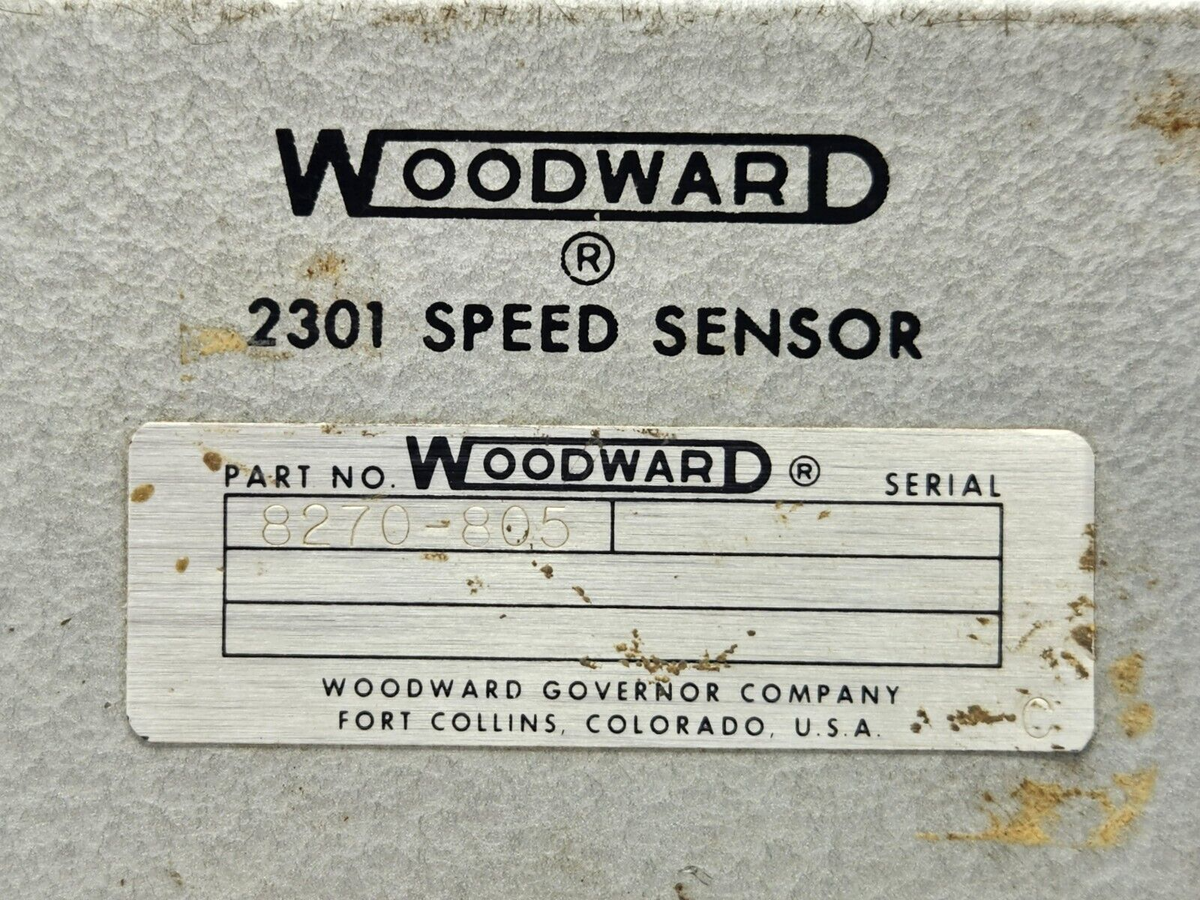 WOODWARD
®
2301 SPEED SENSOR
PART NO. WOODWARD ® SERIAL
8270-805
WOODWARD GOVERNOR COMPANY
FORT COLLINS, COLORADO, U.S.A.
C